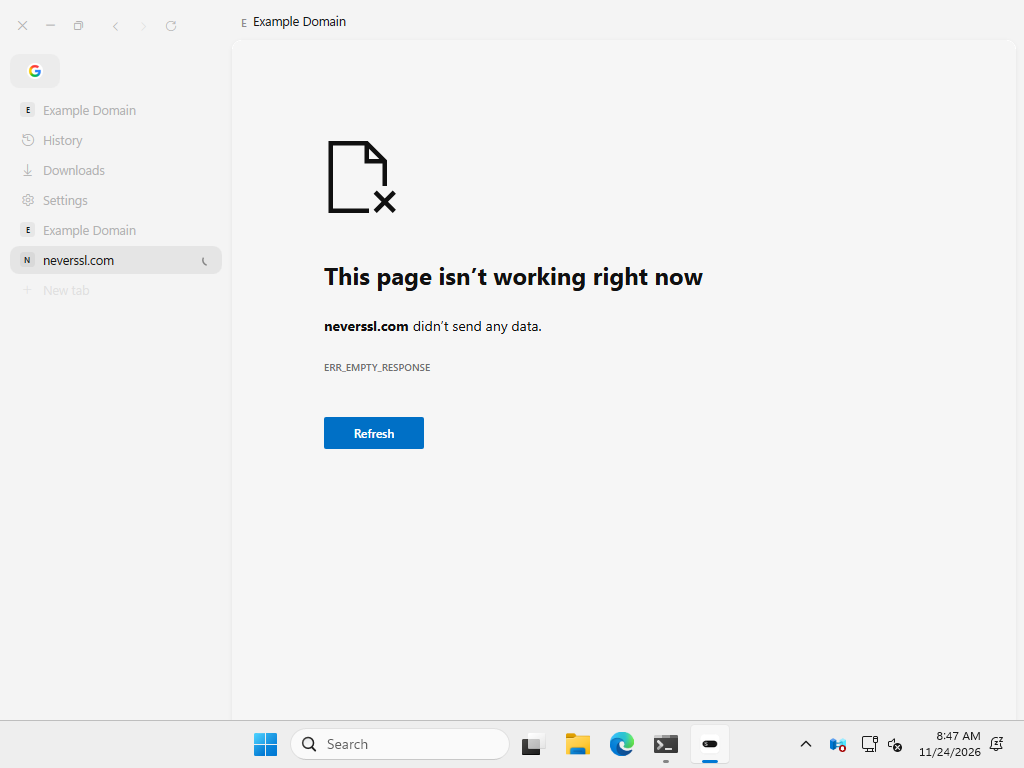 E Example Domain
E Example Domain
History
Downloads
Settings
E Example Domain
N neverssl.com
New tab
This page isn’t working right now
neverssl.com didn’t send any data.
ERR_EMPTY_RESPONSE
Refresh
Search
8:47 AM
11/24/2026